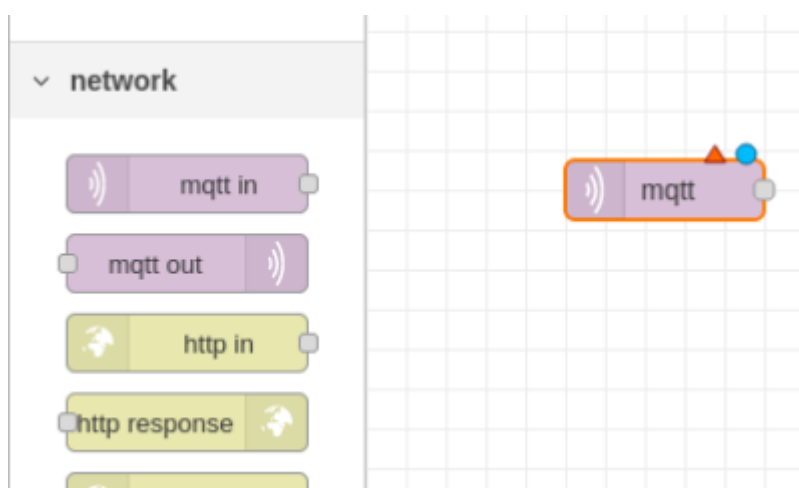 network
mqtt in
mqtt
mqtt out
http in
http response